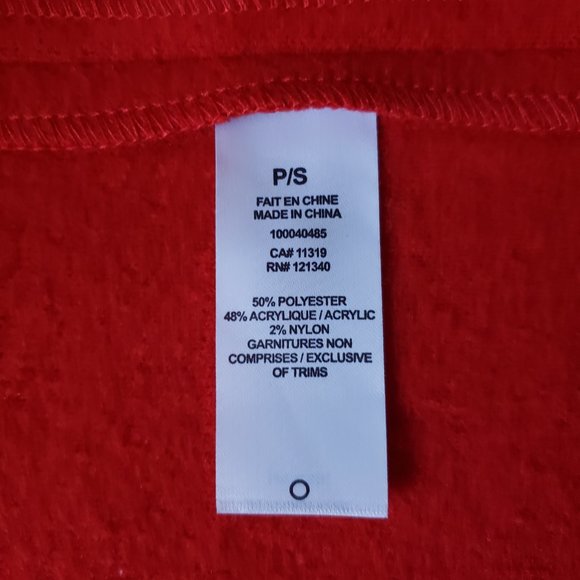 P/S
FAIT EN CHINE
MADE IN CHINA
100040485
CA# 11319
RN# 121340
50% POLYESTER
48% ACRYLIQUE / ACRYLIC
2% NYLON
GARNITURES NON
COMPRISES / EXCLUSIVE
OF TRIMS